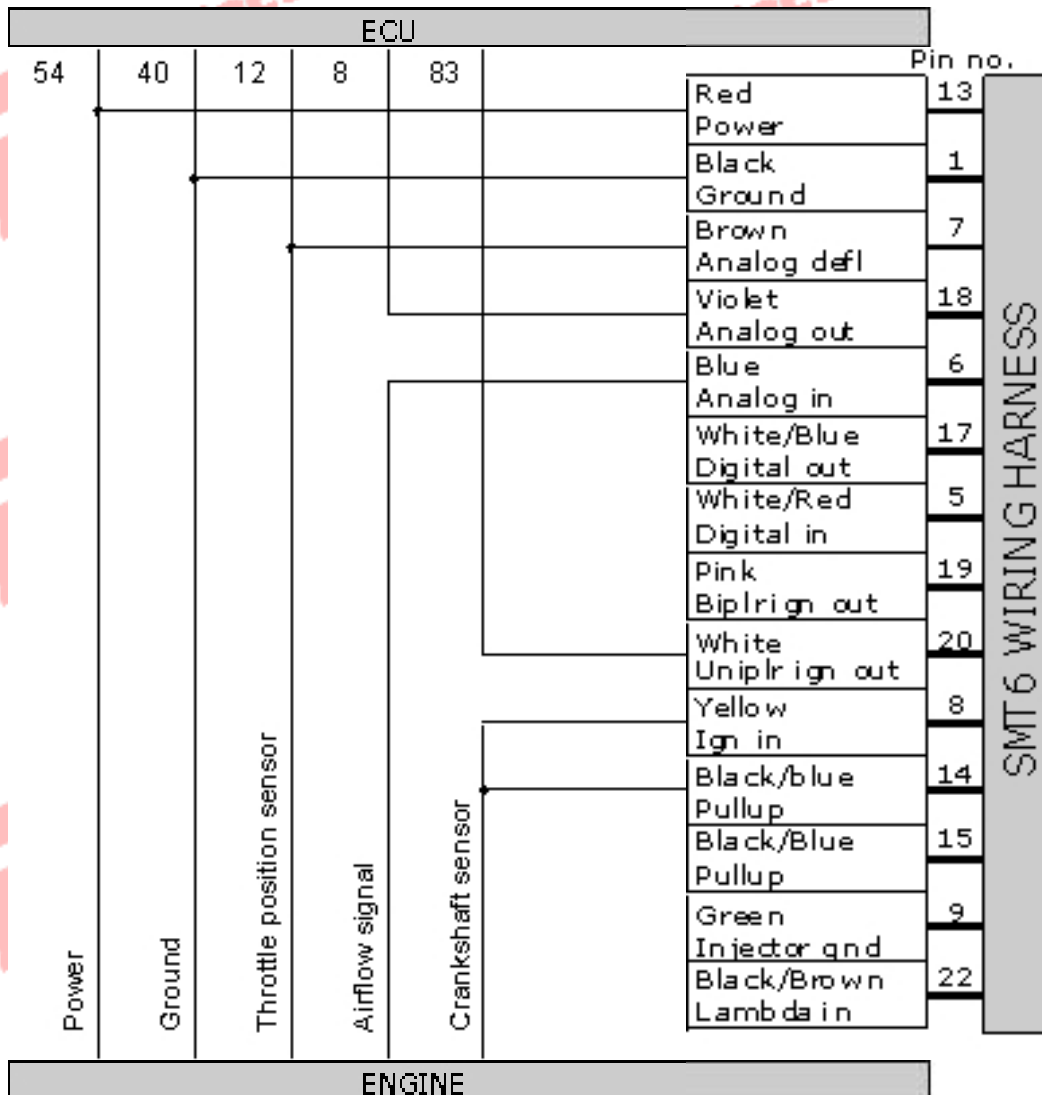 ECU
54 40 12 8 83
Pin no.
Red 13
Power
Black 1
Ground
Brown 7
Analog defl
Violet 18
Analog out
Blue 6
Analog in
White/Blue 17
Digital out
White/Red 5
Digital in
Pink 19
Biplrign out
White 20
Uniplr ign out
Yellow 8
Ign in
Black/blue 14
Pullup
Black/Blue 15
Pullup
Green 9
Injector gnd
Black/Brown 22
Lambda in
SMT6 WIRING HARNESS
Power
Ground
Throttle position sensor
Airflow signal
Crankshaft sensor
ENGINE